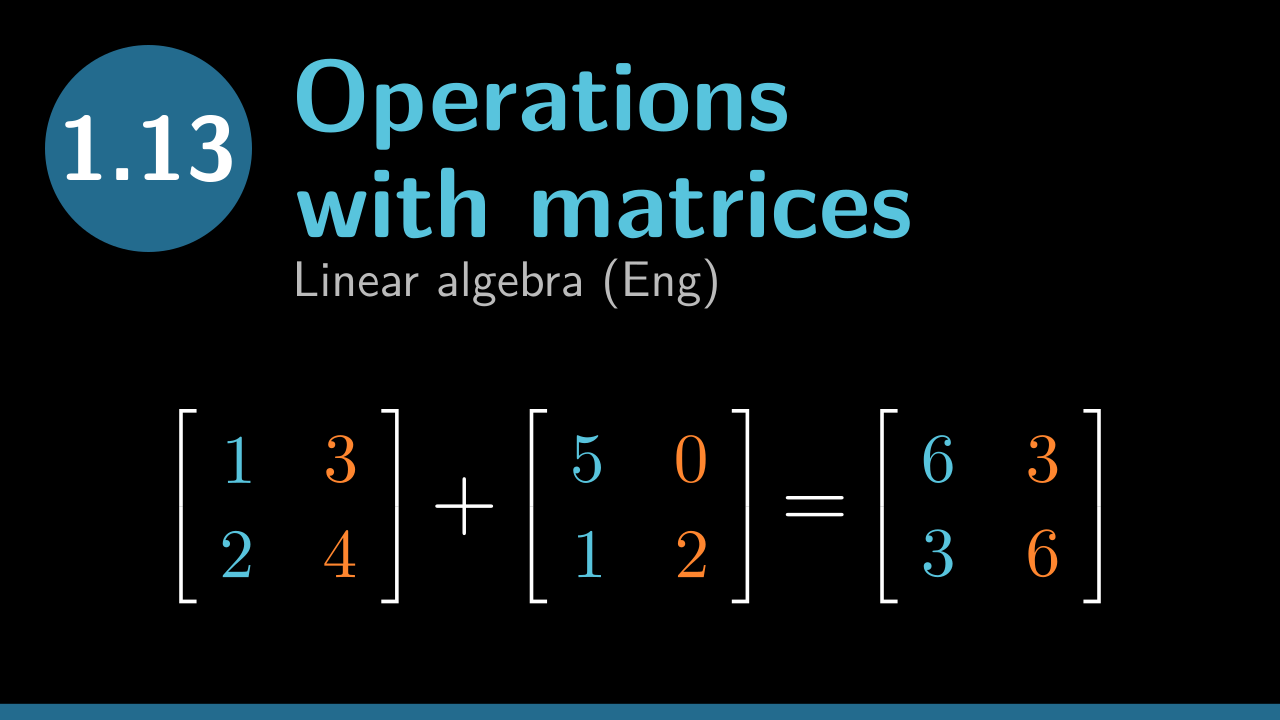 1.13
Operations
with matrices
Linear algebra (Eng)
1 3   5 0   6 3
2 4 + 1 2 = 3 6